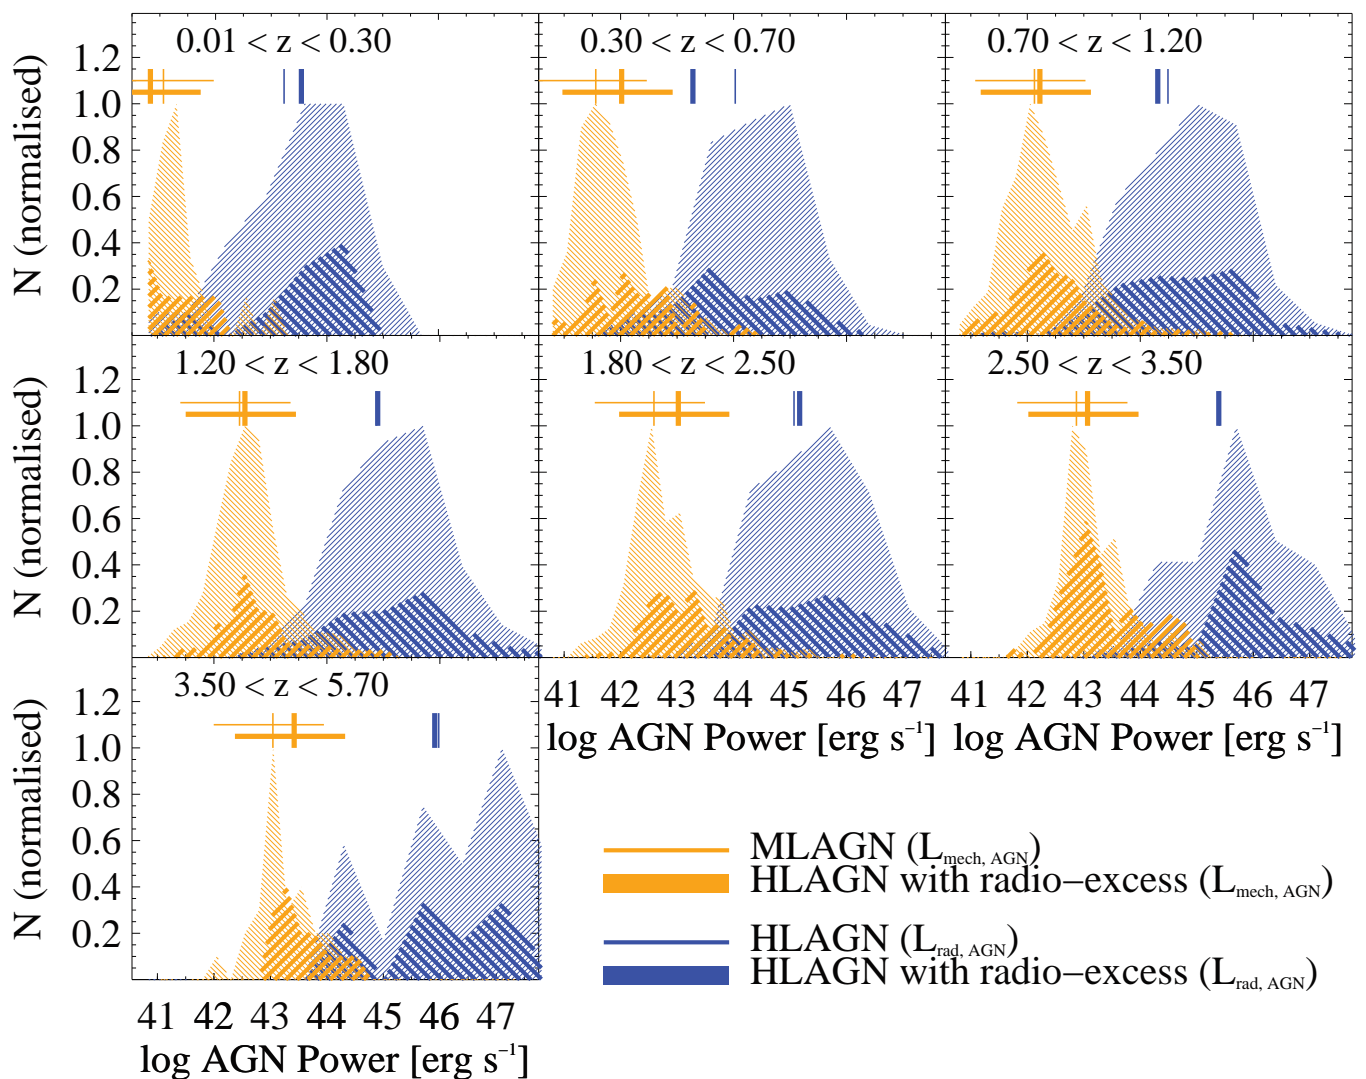 0.01 < z < 0.30
0.30 < z < 0.70
0.70 < z < 1.20
1.2
1.0
0.8
0.6
0.4
0.2
N (normalised)
1.20 < z < 1.80
1.80 < z < 2.50
2.50 < z < 3.50
1.2
1.0
0.8
0.6
0.4
0.2
N (normalised)
3.50 < z < 5.70
1.2
1.0
0.8
0.6
0.4
0.2
N (normalised)
41 42 43 44 45 46 47
log AGN Power [erg s⁻¹]
41 42 43 44 45 46 47
log AGN Power [erg s⁻¹]
41 42 43 44 45 46 47
log AGN Power [erg s⁻¹]
MLAGN (L mech, AGN)
HLAGN with radio−excess (L mech, AGN)
HLAGN (L rad, AGN)
HLAGN with radio−excess (L rad, AGN)